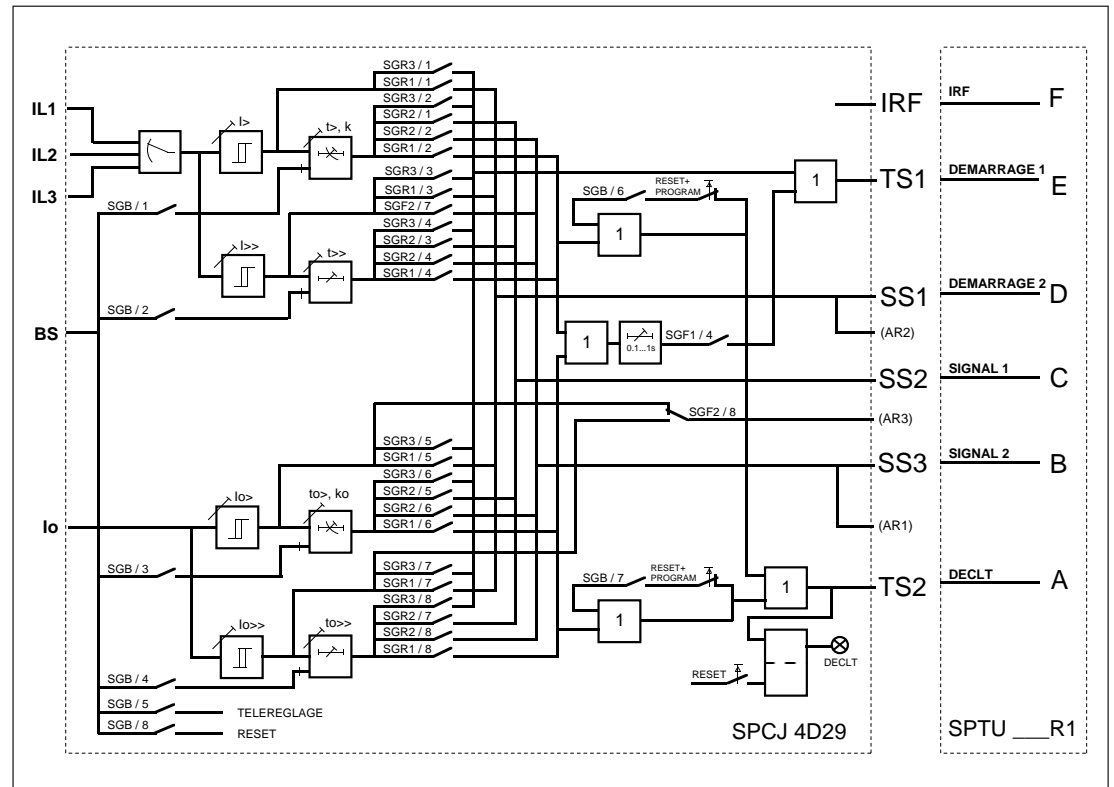 IL1
IL2
IL3
BS
Io
SGB / 1
SGB / 2
SGB / 3
SGB / 4
SGB / 5
SGB / 8
TELEREGLAGE
RESET
I>
t>, k
I>>
t>>
Io>
to>, ko
Io>>
to>>
SGR3 / 1
SGR1 / 1
SGR3 / 2
SGR2 / 1
SGR2 / 2
SGR1 / 2
SGR3 / 3
SGR1 / 3
SGF2 / 7
SGR3 / 4
SGR2 / 3
SGR2 / 4
SGR1 / 4
SGR3 / 5
SGR1 / 5
SGR3 / 6
SGR2 / 5
SGR2 / 6
SGR1 / 6
SGR3 / 7
SGR1 / 7
SGR3 / 8
SGR2 / 7
SGR2 / 8
SGR1 / 8
SGB / 6
RESET+
PROGRAM
1
1
1
0.1...1s
SGF1 / 4
SGF2 / 8
SGB / 7
RESET+
PROGRAM
1
1
RESET
DECLT
IRF
TS1
SS1
(AR2)
SS2
(AR3)
SS3
(AR1)
TS2
SPCJ 4D29
IRF
F
DEMARRAGE 1
E
DEMARRAGE 2
D
SIGNAL 1
C
SIGNAL 2
B
DECLT
A
SPTU ___R1